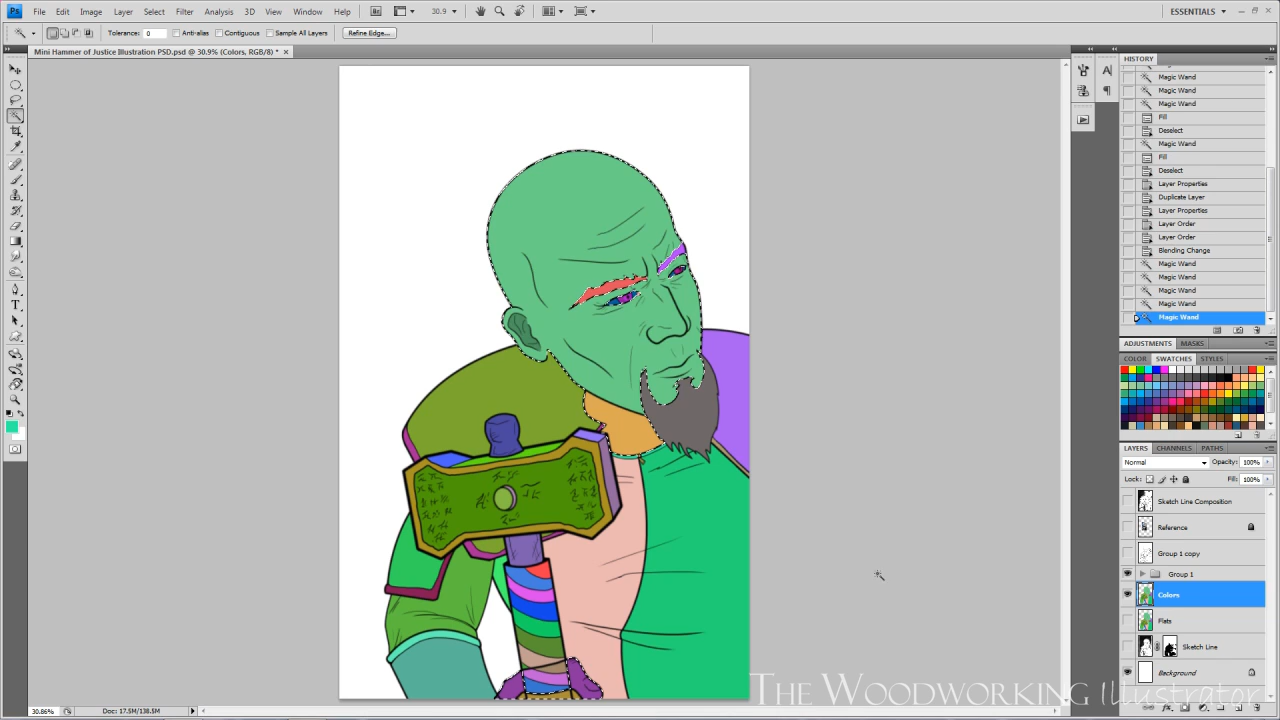 Ps File Edit Image Layer Select Filter Analysis 3D View Window Help 30.9 ESSENTIALS
Tolerance: 0 Anti-alias Contiguous Sample All Layers Refine Edge...
Mini Hammer of Justice Illustration PSD.psd @ 30.9% (Colors, RGB/8) * ×
HISTORY
Magic Wand
Magic Wand
Magic Wand
Fill
Deselect
Magic Wand
Fill
Deselect
Layer Properties
Duplicate Layer
Layer Properties
Layer Order
Layer Order
Blending Change
Magic Wand
Magic Wand
Magic Wand
Magic Wand
Magic Wand
ADJUSTMENTS MASKS
COLOR SWATCHES STYLES
LAYERS CHANNELS PATHS
Normal Opacity: 100%
Lock: Fill: 100%
Sketch Line Composition
Reference
Group 1 copy
Group 1
Colors
Flats
Sketch Line
Background
THE WOODWORKING Illustrator
30.86% Doc: 17.5M/138.5M